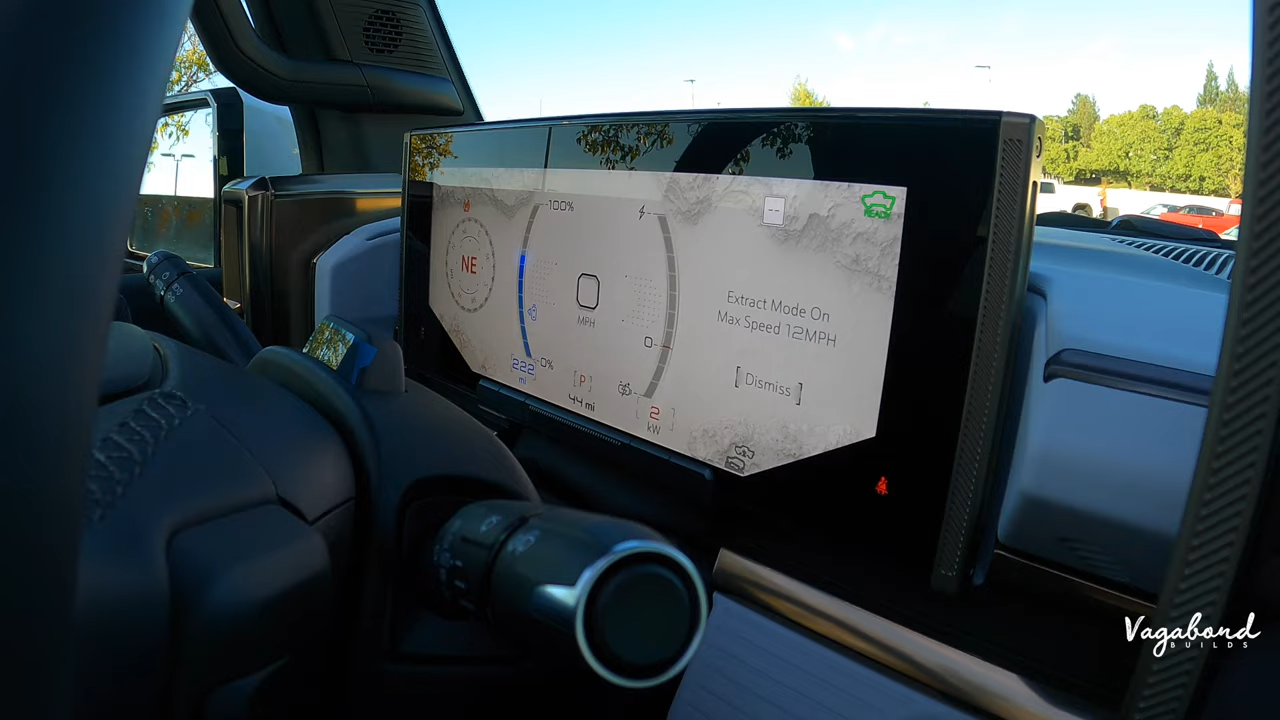 100%
--
READY
NE
MPH
Extract Mode On
Max Speed 12MPH
0
0%
222
mi
[ P ]
44 mi
[ 2 ]
kW
[ Dismiss ]
Vagabond
BUILDS